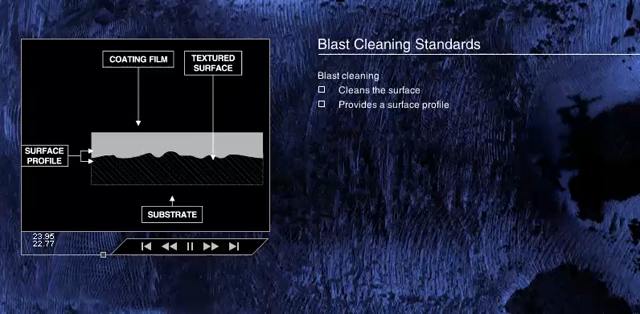 Blast Cleaning Standards
COATING FILM
TEXTURED
SURFACE
Blast cleaning
Cleans the surface
Provides a surface profile
SURFACE
PROFILE
SUBSTRATE
23.95
22.77